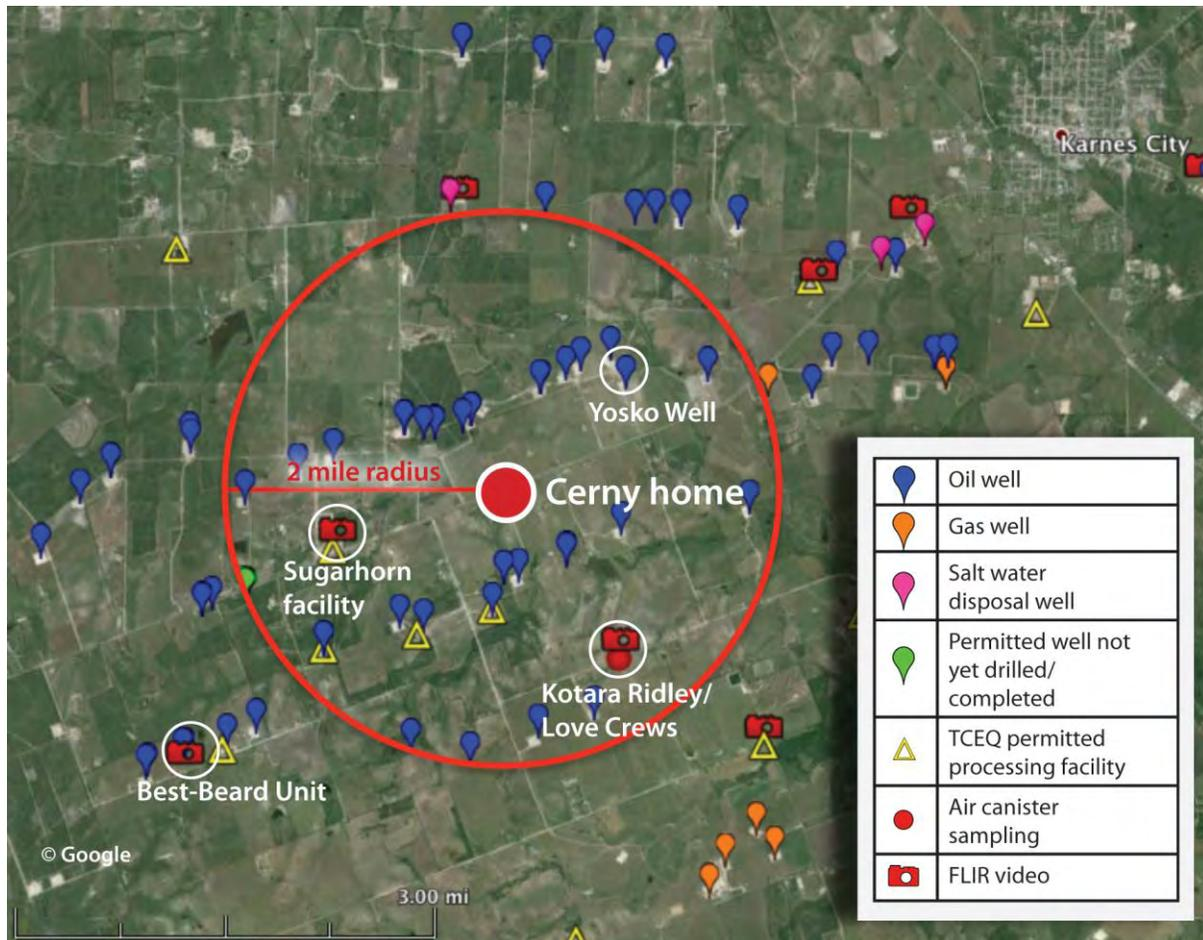 Karnes City
Yosko Well
2 mile radius
Cerny home
Sugarhorn
facility
Kotara Ridley/
Love Crews
Best-Beard Unit
© Google
3.00 mi
Oil well
Gas well
Salt water
disposal well
Permitted well not
yet drilled/
completed
TCEQ permitted
processing facility
Air canister
sampling
FLIR video